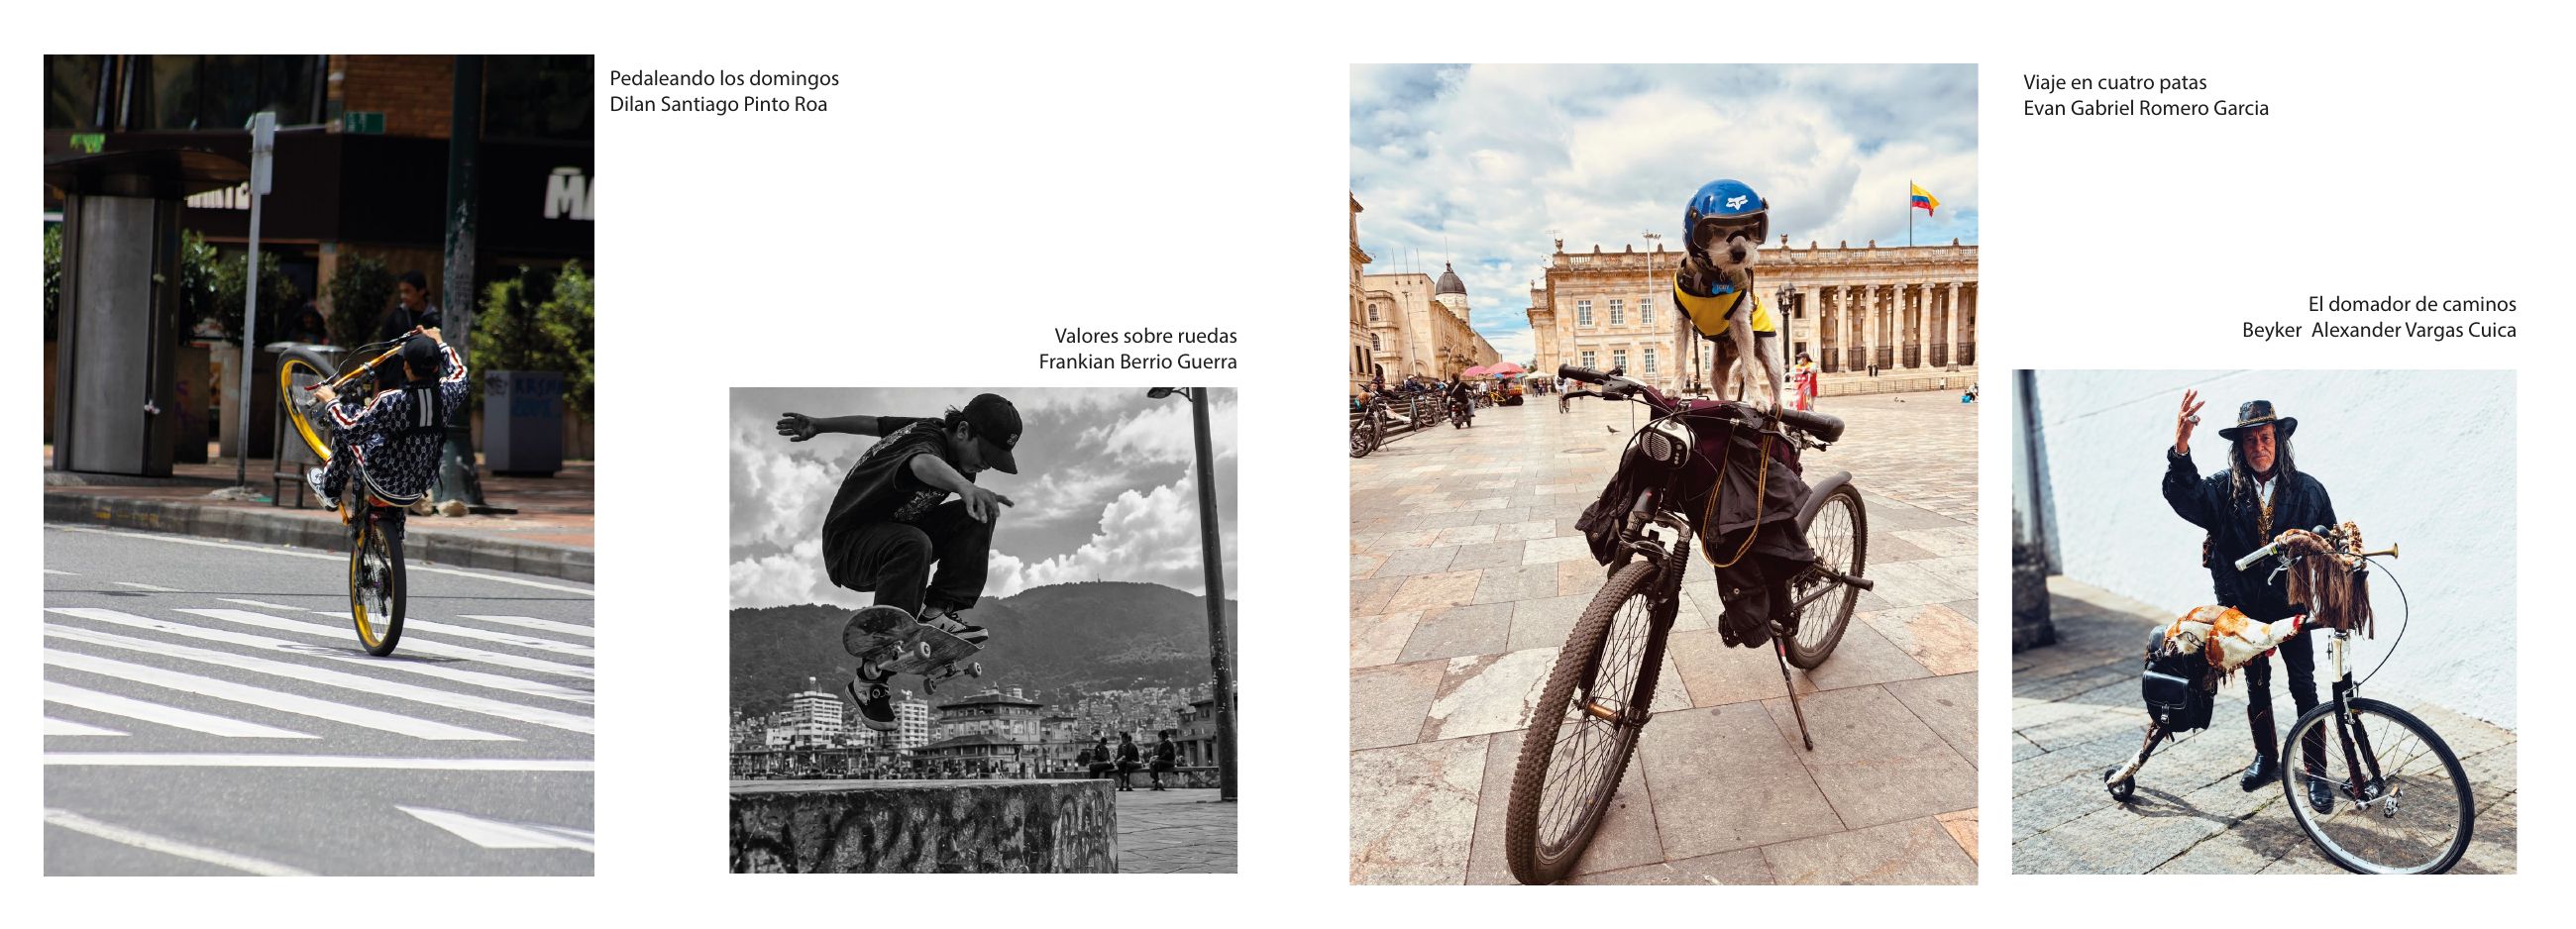 Pedaleando los domingos
Dilan Santiago Pinto Roa
Valores sobre ruedas
Frankian Berrio Guerra
Viaje en cuatro patas
Evan Gabriel Romero Garcia
El domador de caminos
Beyker  Alexander Vargas Cuica